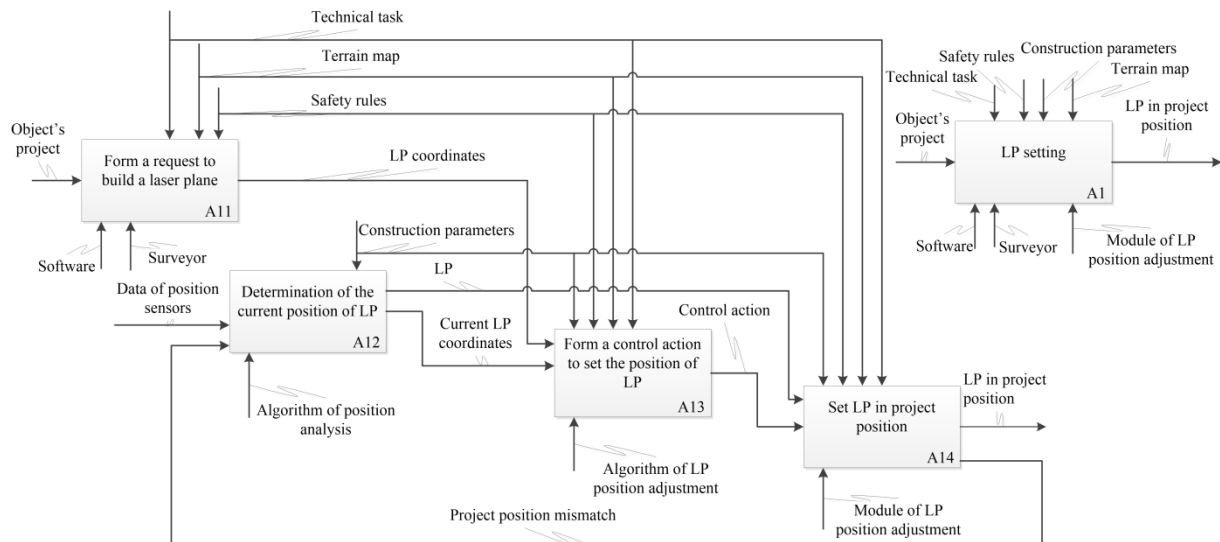 Technical task
Terrain map
Safety rules
Object's
project
Form a request to
build a laser plane
A11
LP coordinates
Software
Surveyor
Construction parameters
LP
Data of position
sensors
Determination of the
current position of LP
A12
Current LP
coordinates
Algorithm of position
analysis
Control action
Form a control action
to set the position of
LP
A13
Algorithm of LP
position adjustment
Set LP in project
position
A14
LP in project
position
Module of LP
position adjustment
Project position mismatch
Construction parameters
Safety rules
Technical task
Terrain map
Object's
project
LP setting
A1
LP in project
position
Software
Surveyor
Module of LP
position adjustment